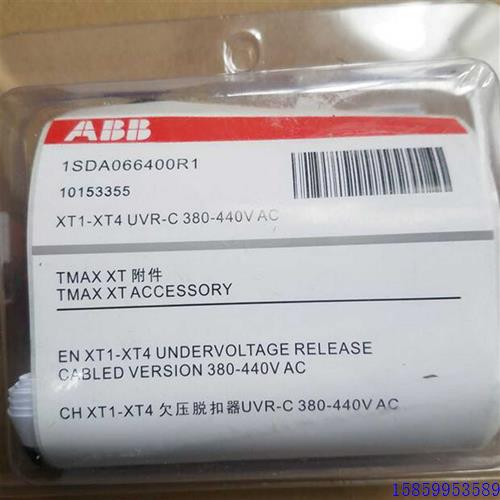 ABB
1SDA066400R1
10153355
XT1-XT4 UVR-C 380-440V AC
TMAX XT 附件
TMAX XT ACCESSORY
EN XT1-XT4 UNDERVOLTAGE RELEASE
CABLED VERSION 380-440V AC
CH XT1-XT4 欠压脱扣器UVR-C 380-440V AC
15859953589